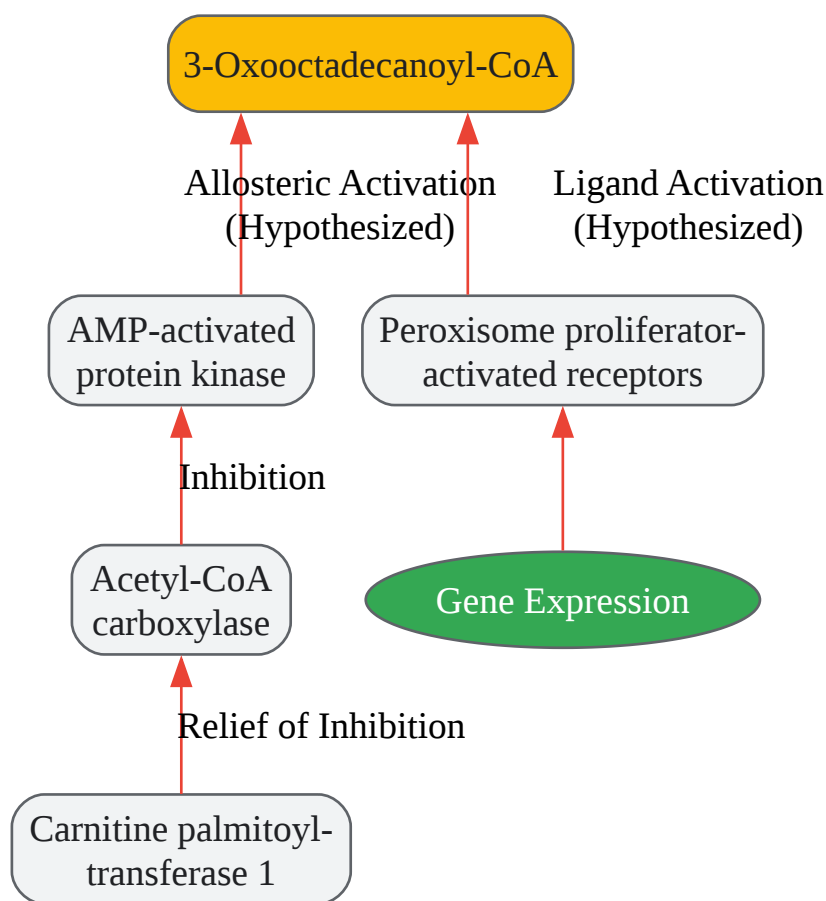 3-Oxooctadecanoyl-CoA
Allosteric Activation
(Hypothesized)
Ligand Activation
(Hypothesized)
AMP-activated
protein kinase
Peroxisome proliferator-
activated receptors
Inhibition
Acetyl-CoA
carboxylase
Gene Expression
Relief of Inhibition
Carnitine palmitoyl-
transferase 1